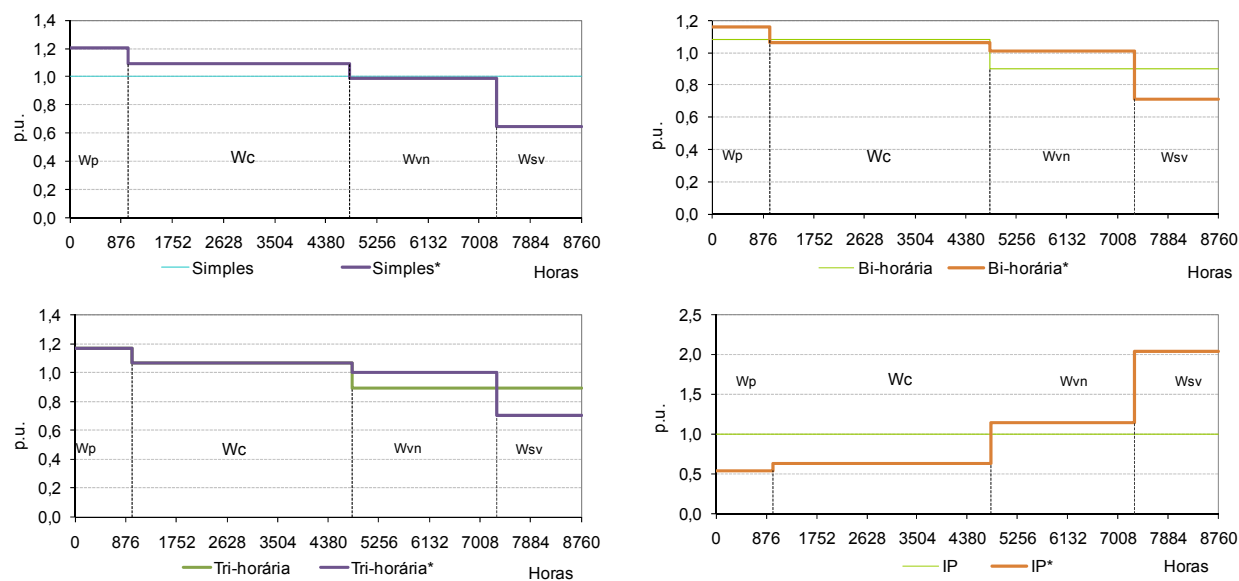 1,4
1,2
1,0
0,8
0,6
0,4
0,2
0,0
p.u.
Wp
Wc
Wvn
Wsv
0 876 1752 2628 3504 4380 5256 6132 7008 7884 8760
Simples
Simples*
Horas
1,2
1,0
0,8
0,6
0,4
0,2
0,0
p.u.
Wp
Wc
Wvn
Wsv
0 876 1752 2628 3504 4380 5256 6132 7008 7884 8760
Bi-horária
Bi-horária*
Horas
1,4
1,2
1,0
0,8
0,6
0,4
0,2
0,0
p.u.
Wp
Wc
Wvn
Wsv
0 876 1752 2628 3504 4380 5256 6132 7008 7884 8760
Tri-horária
Tri-horária*
Horas
2,5
2,0
1,5
1,0
0,5
0,0
p.u.
Wp
Wc
Wvn
Wsv
0 876 1752 2628 3504 4380 5256 6132 7008 7884 8760
IP
IP*
Horas